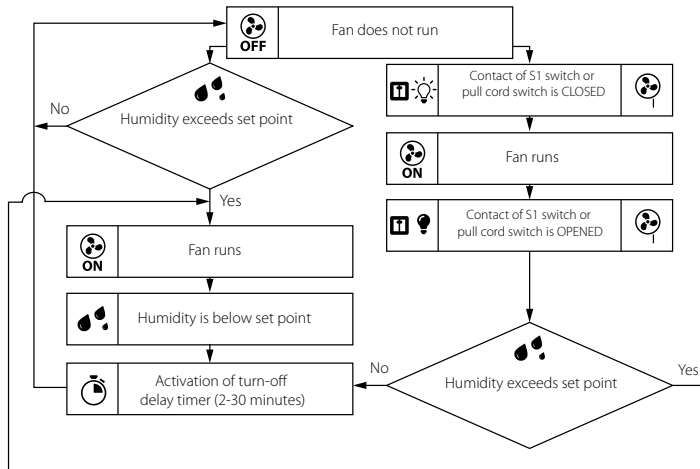 OFF
Fan does not run
Humidity exceeds set point
No
Yes
Contact of S1 switch or
pull cord switch is CLOSED
ON
Fan runs
Contact of S1 switch or
pull cord switch is OPENED
ON
Fan runs
Humidity is below set point
Activation of turn-off
delay timer (2-30 minutes)
No
Humidity exceeds set point
Yes